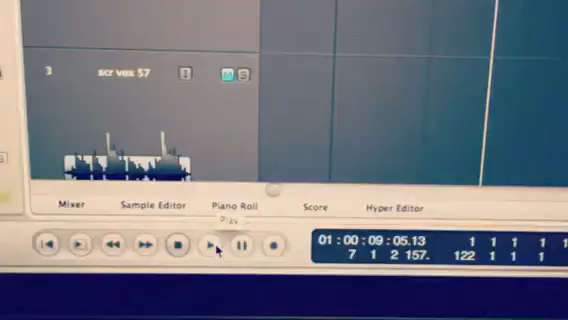 3 scr vox 57 I M S
Mixer Sample Editor Piano Roll Score Hyper Editor
Play
01 : 00 : 09 : 05.13 1 1 1 1
7 1 2 157. 122 1 1 1